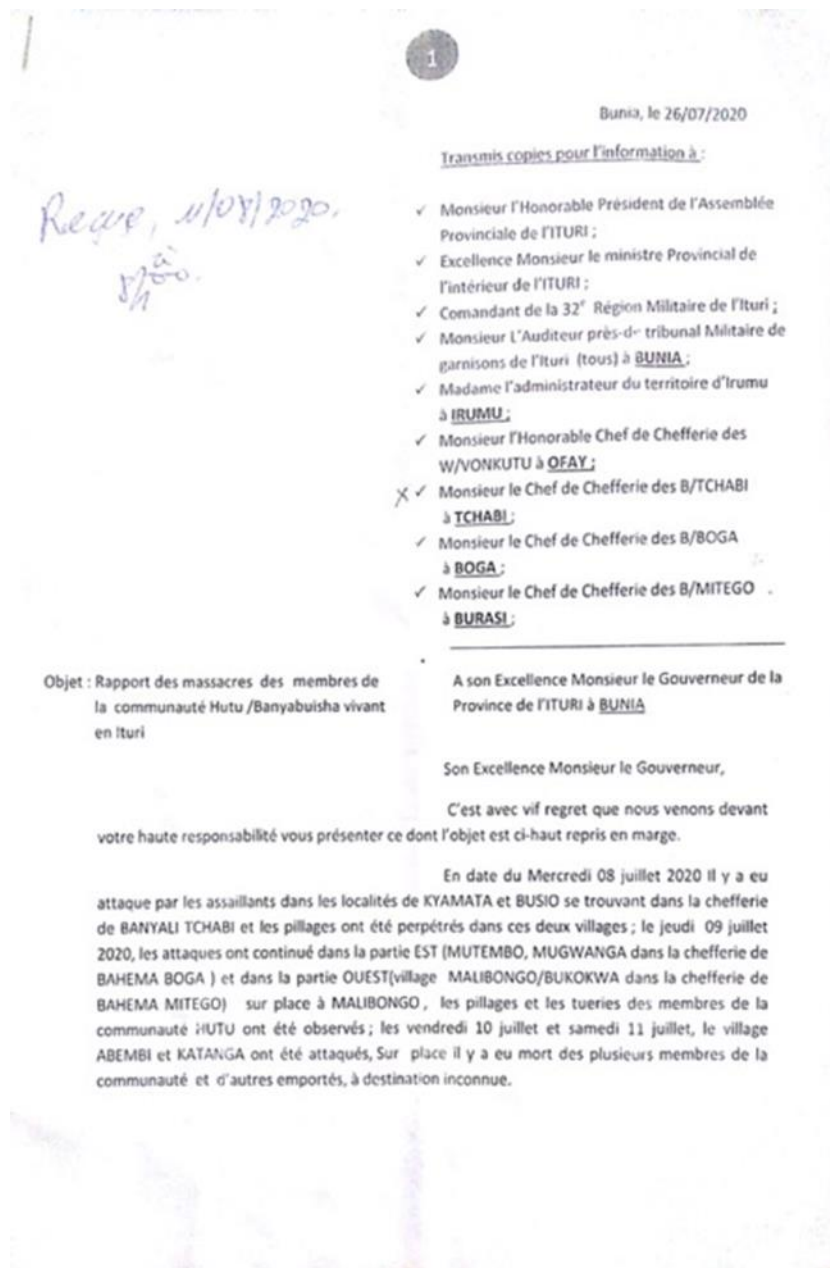 1
Bunia, le 26/07/2020
Transmis copies pour l'information à :
Reçue, 11/08/2020.
à
8h00.
✓ Monsieur l'Honorable Président de l'Assemblée
Provinciale de l'ITURI ;
✓ Excellence Monsieur le ministre Provincial de
l'intérieur de l'ITURI ;
✓ Comandant de la 32e Région Militaire de l'Ituri ;
✓ Monsieur L'Auditeur près-de tribunal Militaire de
garnisons de l'Ituri (tous) à BUNIA ;
✓ Madame l'administrateur du territoire d'Irumu
à IRUMU ;
✓ Monsieur l'Honorable Chef de Chefferie des
W/VONKUTU à OFAY ;
X ✓ Monsieur le Chef de Chefferie des B/TCHABI
à TCHABI ;
✓ Monsieur le Chef de Chefferie des B/BOGA
à BOGA ;
✓ Monsieur le Chef de Chefferie des B/MITEGO
à BURASI ;
Objet : Rapport des massacres des membres de
la communauté Hutu /Banyabuisha vivant
en Ituri
A son Excellence Monsieur le Gouverneur de la
Province de l'ITURI à BUNIA
Son Excellence Monsieur le Gouverneur,
C'est avec vif regret que nous venons devant
votre haute responsabilité vous présenter ce dont l'objet est ci-haut repris en marge.
En date du Mercredi 08 juillet 2020 Il y a eu
attaque par les assaillants dans les localités de KYAMATA et BUSIO se trouvant dans la chefferie
de BANYALI TCHABI et les pillages ont été perpétrés dans ces deux villages ; le jeudi 09 juillet
2020, les attaques ont continué dans la partie EST (MUTEMBO, MUGWANGA dans la chefferie de
BAHEMA BOGA ) et dans la partie OUEST(village MALIBONGO/BUKOKWA dans la chefferie de
BAHEMA MITEGO) sur place à MALIBONGO , les pillages et les tueries des membres de la
communauté HUTU ont été observés ; les vendredi 10 juillet et samedi 11 juillet, le village
ABEMBI et KATANGA ont été attaqués, Sur place il y a eu mort des plusieurs membres de la
communauté et d'autres emportés, à destination inconnue.